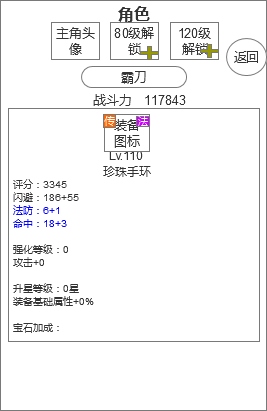 角色
主角头像
80级解锁
120级解锁
返回
霸刀
战斗力 117843
传
法
装备图标
Lv.110
珍珠手环
评分：3345
闪避：186+55
法防：6+1
命中：18+3
强化等级：0
攻击+0
升星等级：0星
装备基础属性+0%
宝石加成：